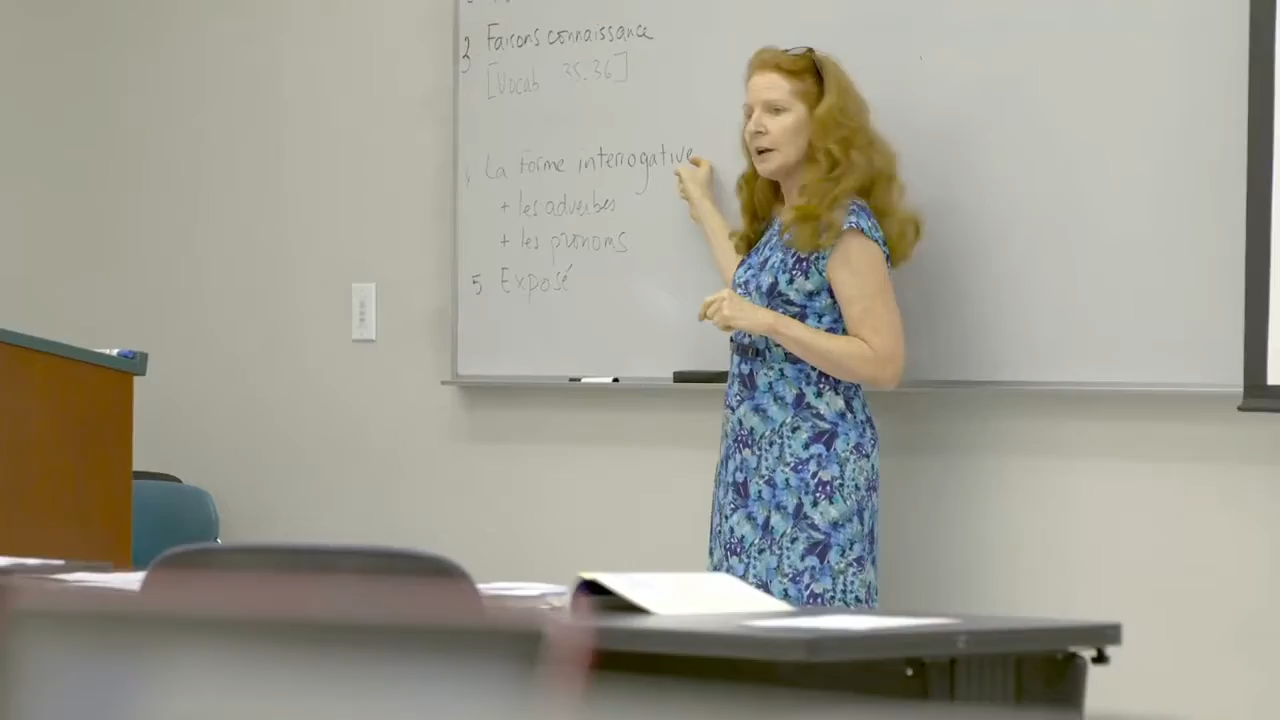 3 Faisons connaissance
[Vocab 35.36]
La forme interrogative
+ les adverbes
+ les pronoms
5 Exposé